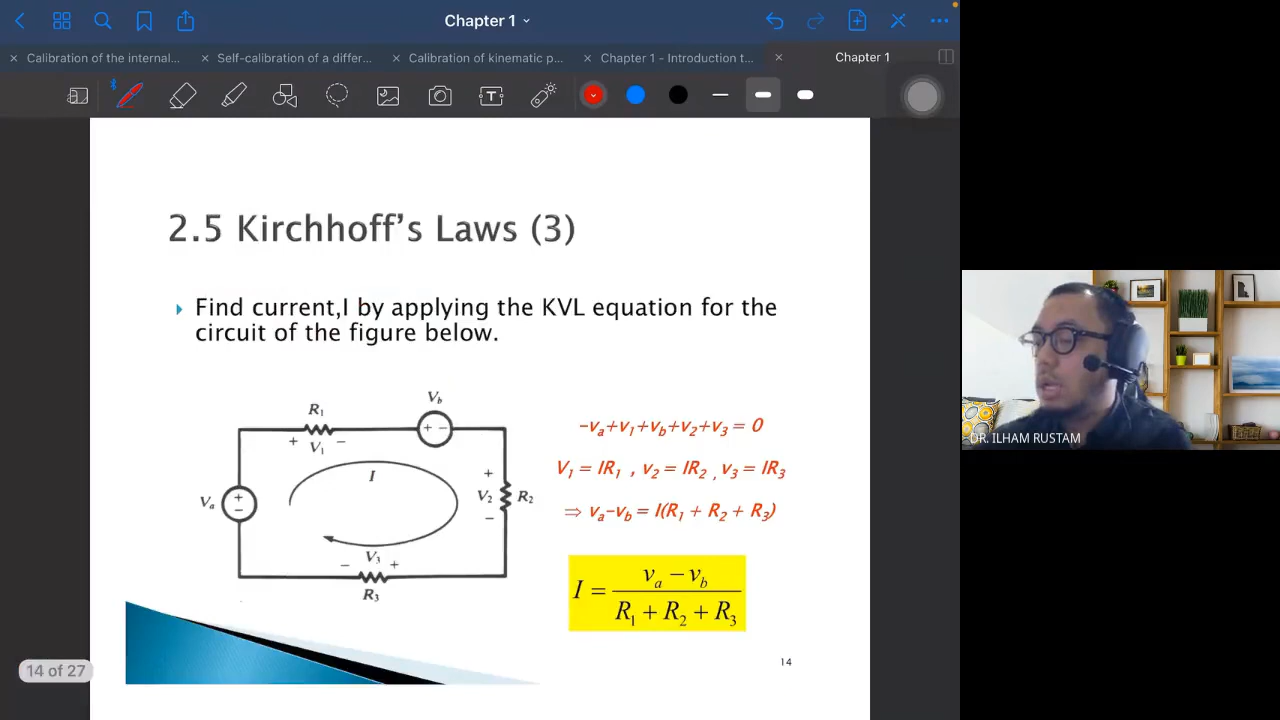 Chapter 1
Calibration of the internal...
Self-calibration of a differ...
Calibration of kinematic p...
Chapter 1 - Introduction t...
Chapter 1
T
2.5 Kirchhoff's Laws (3)
Find current,I by applying the KVL equation for the
circuit of the figure below.
R1
+ V1 −
Vb
+ −
Va
+
−
I
+
V2
−
R2
− V3 +
R3
-va+v1+vb+v2+v3 = 0
V1 = IR1 , v2 = IR2 , v3 = IR3
⇒ va-vb = I(R1 + R2 + R3)
I = (va − vb) / (R1 + R2 + R3)
14 of 27
14
DR. ILHAM RUSTAM